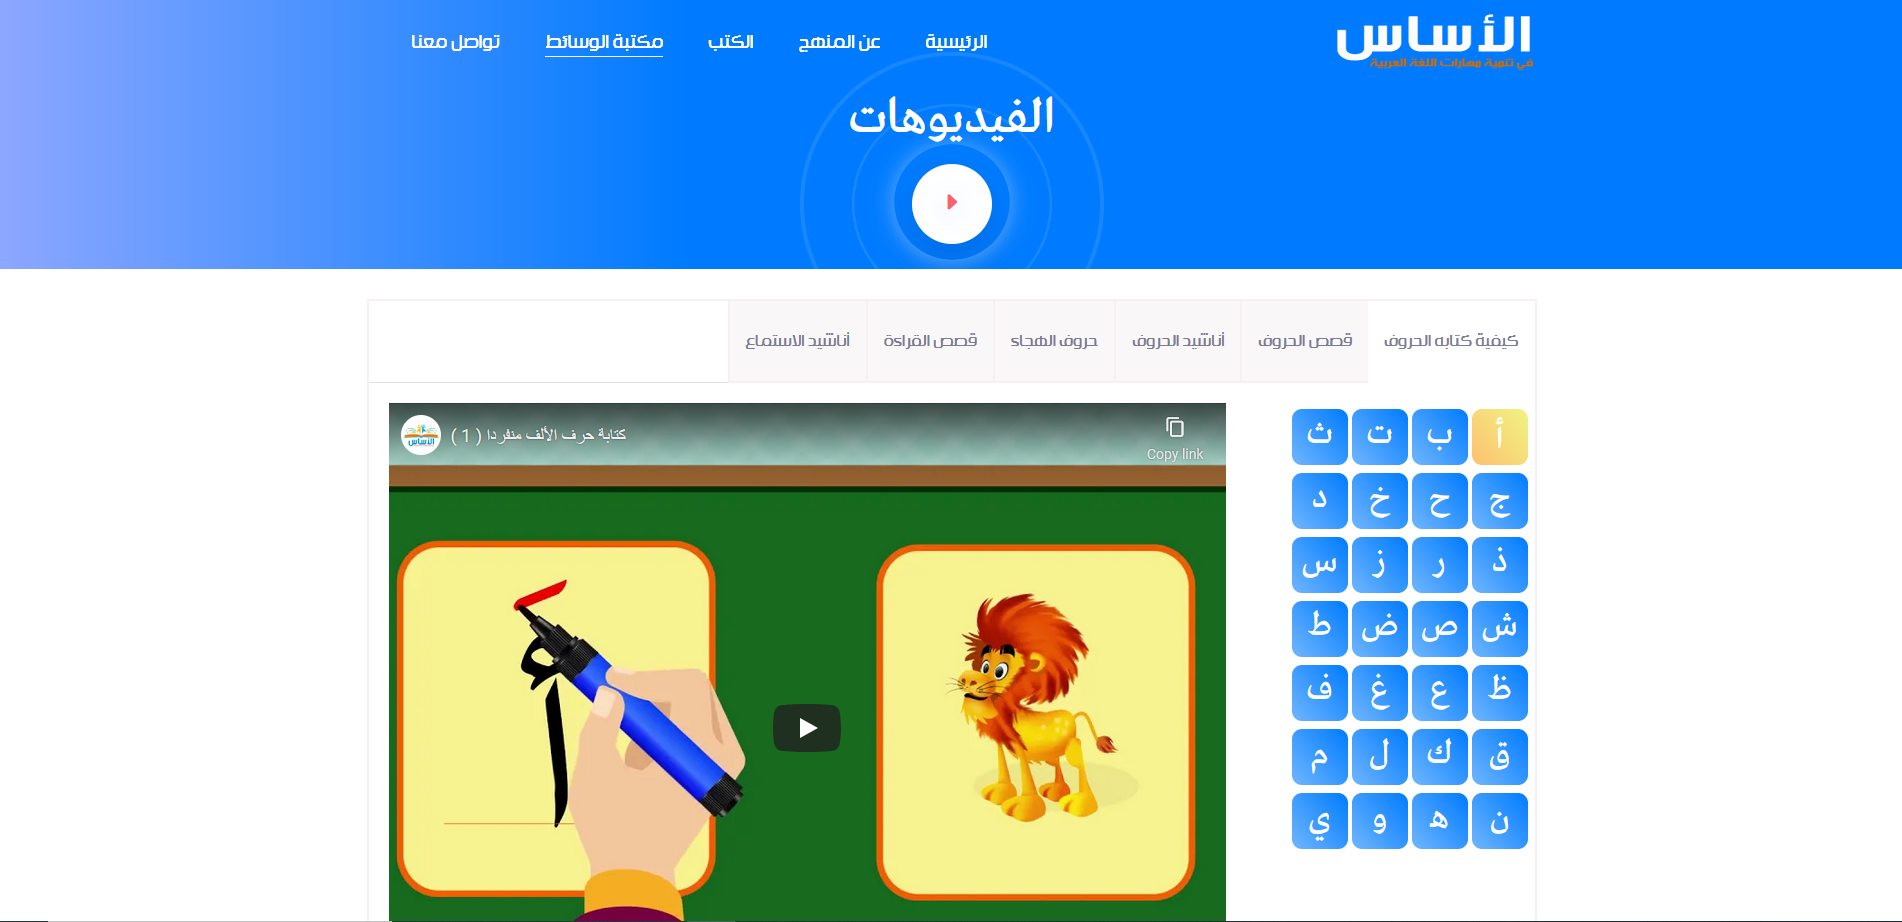 الأساس
في تنمية مهارات اللغة العربية
الرئيسية
عن المنهج
الكتب
مكتبة الوسائط
تواصل معنا
الفيديوهات
كيفية كتابه الحروف
قصص الحروف
أناشيد الحروف
حروف الهجاء
قصص القراءة
أناشيد الاستماع
أ ب ت ث
ج ح خ د
ذ ر ز س
ش ص ض ط
ظ ع غ ف
ق ك ل م
ن ه و ي
الأساس
كتابة حرف الألف منفردا ( 1 )
Copy link
أ